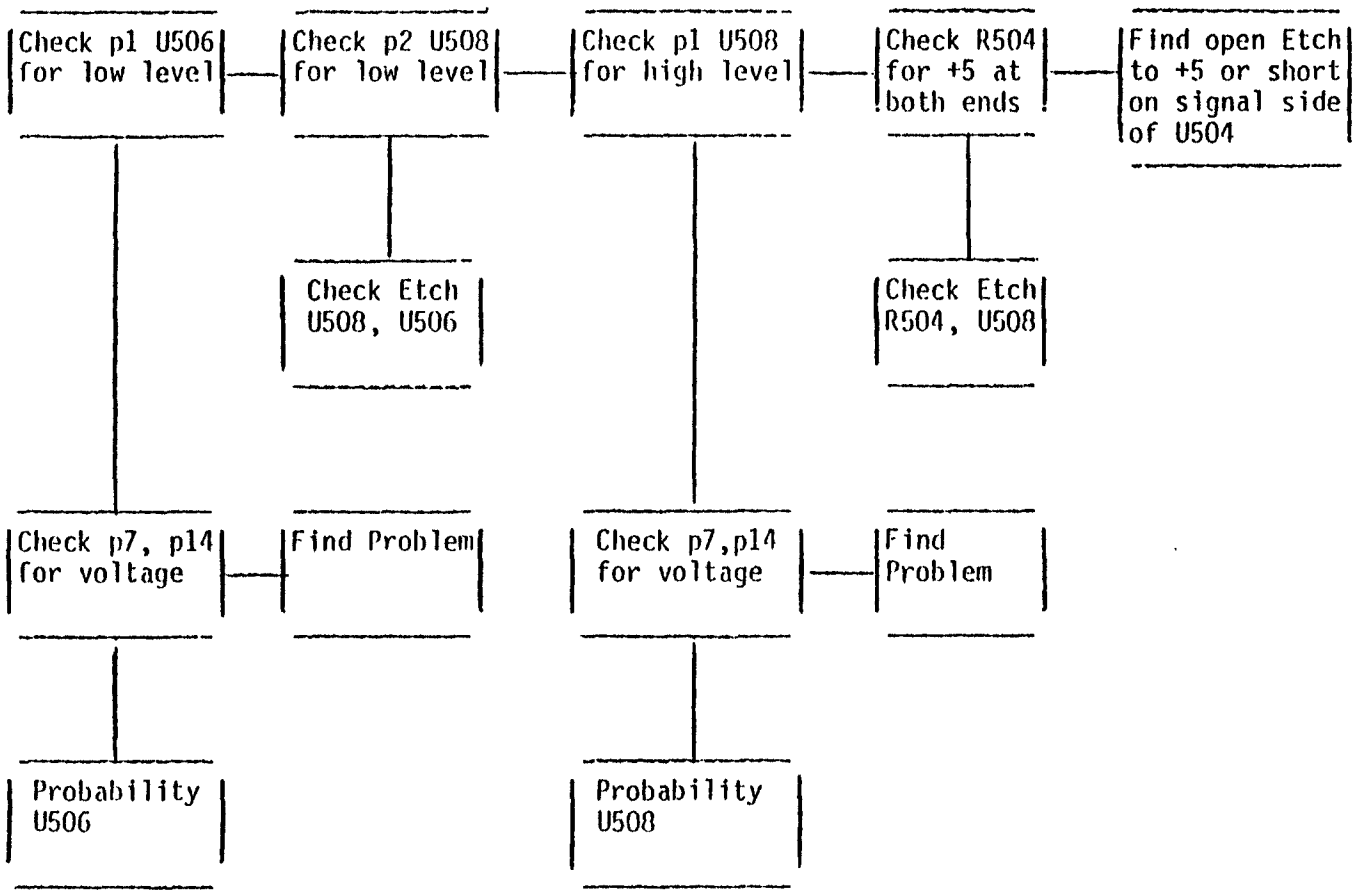 Check p1 U506
for low level
Check p2 U508
for low level
Check p1 U508
for high level
Check R504
for +5 at
both ends
Find open Etch
to +5 or short
on signal side
of U504
Check Etch
U508, U506
Check Etch
R504, U508
Check p7, p14
for voltage
Find Problem
Check p7,p14
for voltage
Find
Problem
Probability
U506
Probability
U508